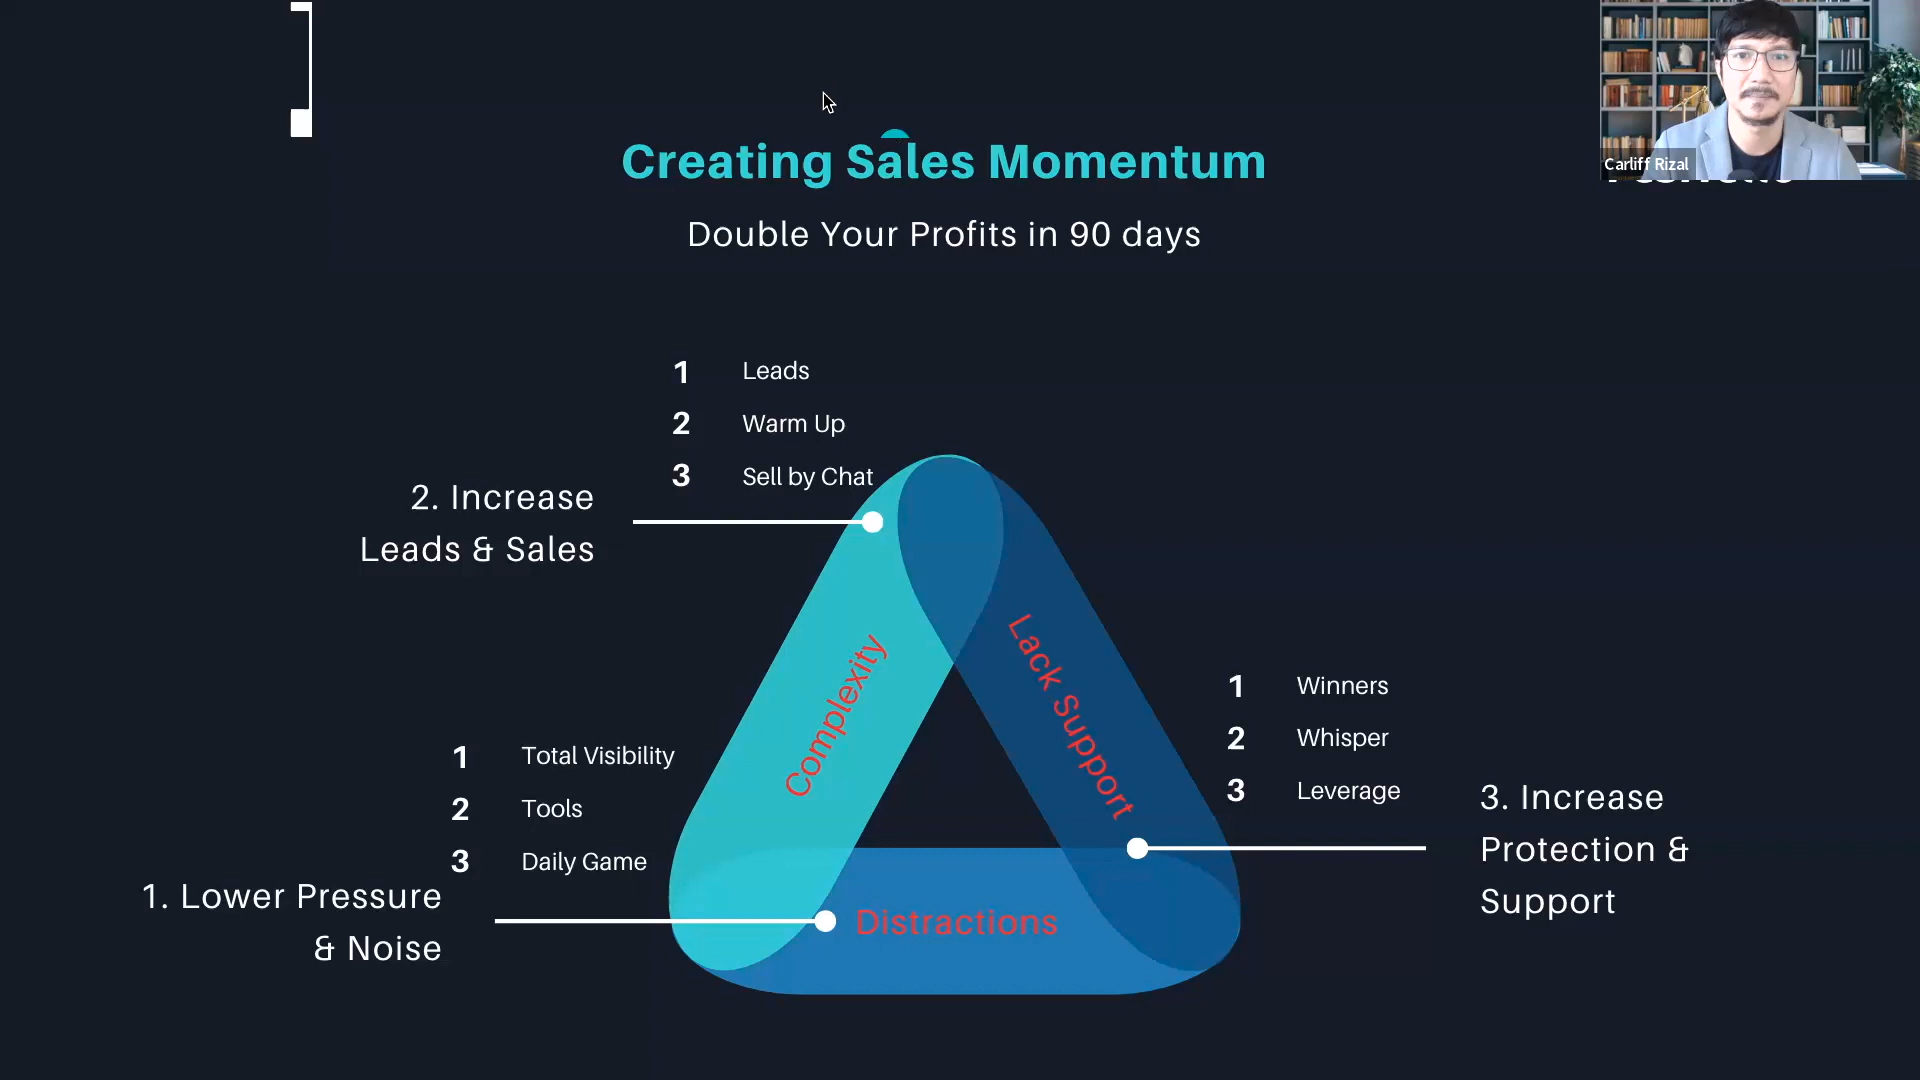 Creating Sales Momentum
Double Your Profits in 90 days
Carliff Rizal
1 Leads
2 Warm Up
3 Sell by Chat
2. Increase
Leads & Sales
Complexity
Lack Support
1 Winners
2 Whisper
3 Leverage
3. Increase
Protection &
Support
1 Total Visibility
2 Tools
3 Daily Game
1. Lower Pressure
& Noise
Distractions